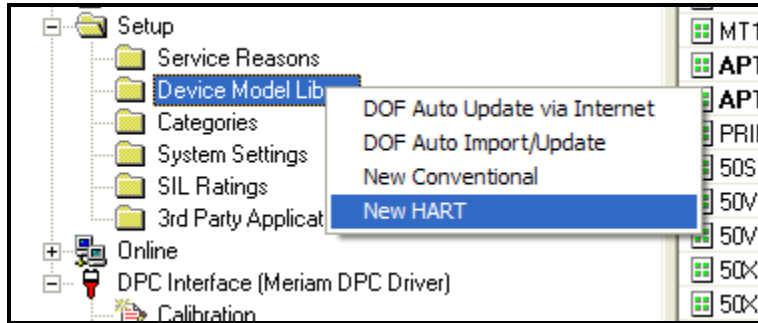 Setup
MT1
Service Reasons
APT
Device Model Lib
DOF Auto Update via Internet
APT
Categories
DOF Auto Import/Update
PRI
System Settings
New Conventional
50S
SIL Ratings
New HART
50V
3rd Party Applicat
50V
Online
50X
DPC Interface (Meriam DPC Driver)
50X
Calibration